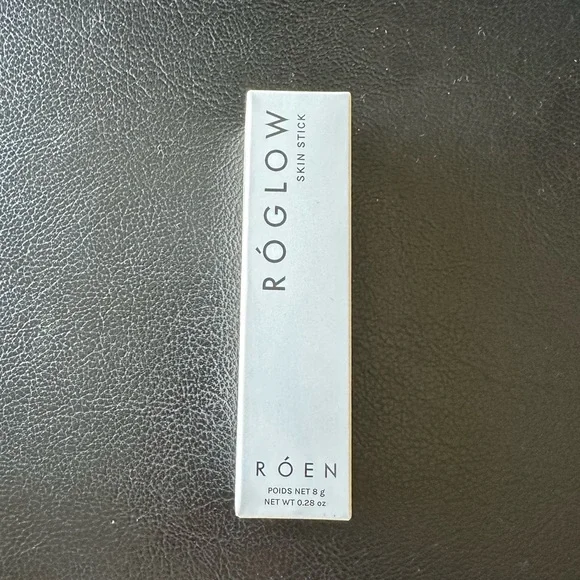 RÓGLOW
SKIN STICK
RÓEN
POIDS NET 8 g
NET WT 0.28 oz